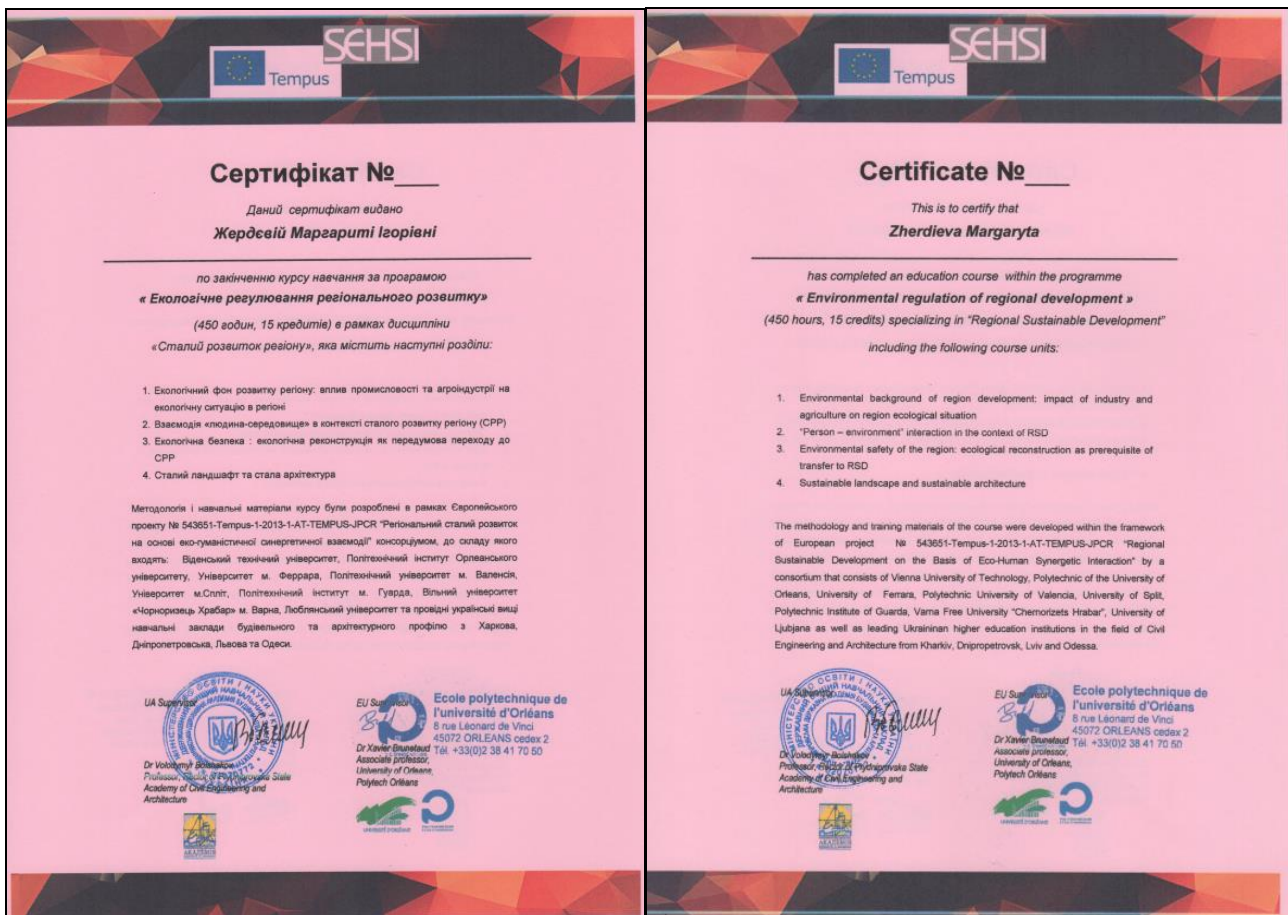 SEHSI
Tempus
Сертифікат №___
Даний сертифікат видано
Жердєвій Маргариті Ігорівні
по закінченню курсу навчання за програмою
« Екологічне регулювання регіонального розвитку»
(450 годин, 15 кредитів) в рамках дисципліни
«Сталий розвиток регіону», яка містить наступні розділи:
1. Екологічний фон розвитку регіону: вплив промисловості та агроіндустрії на
екологічну ситуацію в регіоні
2. Взаємодія «людина-середовище» в контексті сталого розвитку регіону (СРР)
3. Екологічна безпека : екологічна реконструкція як передумова переходу до
СРР
4. Сталий ландшафт та стала архітектура
Методологія і навчальні матеріали курсу були розроблені в рамках Європейського
проекту № 543651-Tempus-1-2013-1-AT-TEMPUS-JPCR "Регіональний сталий розвиток
на основі еко-гуманістичної синергетичної взаємодії" консорціумом, до складу якого
входять: Віденський технічний університет, Політехнічний інститут Орлеанського
університету, Університет м. Феррара, Політехнічний університет м. Валенсія,
Університет м.Спліт, Політехнічний інститут м. Гуарда, Вільний університет
«Чорноризець Храбар» м. Варна, Люблянський університет та провідні українські вищі
навчальні заклади будівельного та архітектурного профілю з Харкова,
Дніпропетровська, Львова та Одеси.
UA Supervisor
Dr Volodymyr Bolshakov
Professor, Rector of Prydniprovska State
Academy of Civil Engineering and
Architecture
EU Supervisor
Dr Xavier Brunetaud
Associate professor,
University of Orleans,
Polytech Orléans
Ecole polytechnique de
l'université d'Orléans
8 rue Léonard de Vinci
45072 ORLEANS cedex 2
Tél. +33(0)2 38 41 70 50
SEHSI
Tempus
Certificate №___
This is to certify that
Zherdieva Margaryta
has completed an education course within the programme
« Environmental regulation of regional development »
(450 hours, 15 credits) specializing in "Regional Sustainable Development"
including the following course units:
1. Environmental background of region development: impact of industry and
agriculture on region ecological situation
2. "Person – environment" interaction in the context of RSD
3. Environmental safety of the region: ecological reconstruction as prerequisite of
transfer to RSD
4. Sustainable landscape and sustainable architecture
The methodology and training materials of the course were developed within the framework
of European project № 543651-Tempus-1-2013-1-AT-TEMPUS-JPCR "Regional
Sustainable Development on the Basis of Eco-Human Synergetic Interaction" by a
consortium that consists of Vienna University of Technology, Polytechnic of the University of
Orleans, University of Ferrara, Polytechnic University of Valencia, University of Split,
Polytechnic Institute of Guarda, Varna Free University "Chernorizets Hrabar", University of
Ljubjana as well as leading Ukraininan higher education institutions in the field of Civil
Engineering and Architecture from Kharkiv, Dnipropetrovsk, Lviv and Odessa.
UA Supervisor
Dr Volodymyr Bolshakov
Professor, Rector of Prydniprovska State
Academy of Civil Engineering and
Architecture
EU Supervisor
Dr Xavier Brunetaud
Associate professor,
University of Orleans,
Polytech Orléans
Ecole polytechnique de
l'université d'Orléans
8 rue Léonard de Vinci
45072 ORLEANS cedex 2
Tél. +33(0)2 38 41 70 50